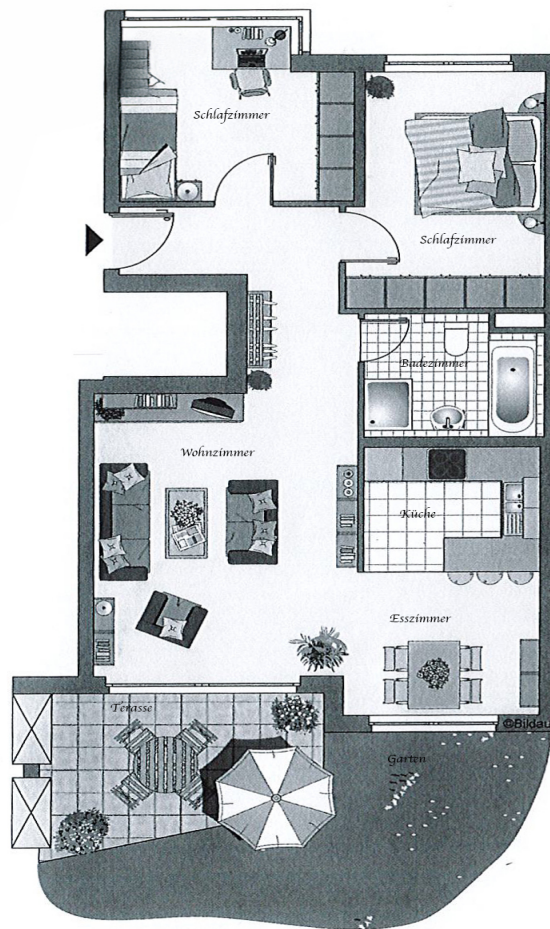 Schlafzimmer
Schlafzimmer
Badezimmer
Wohnzimmer
Küche
Esszimmer
Terasse
©Bildau
Garten